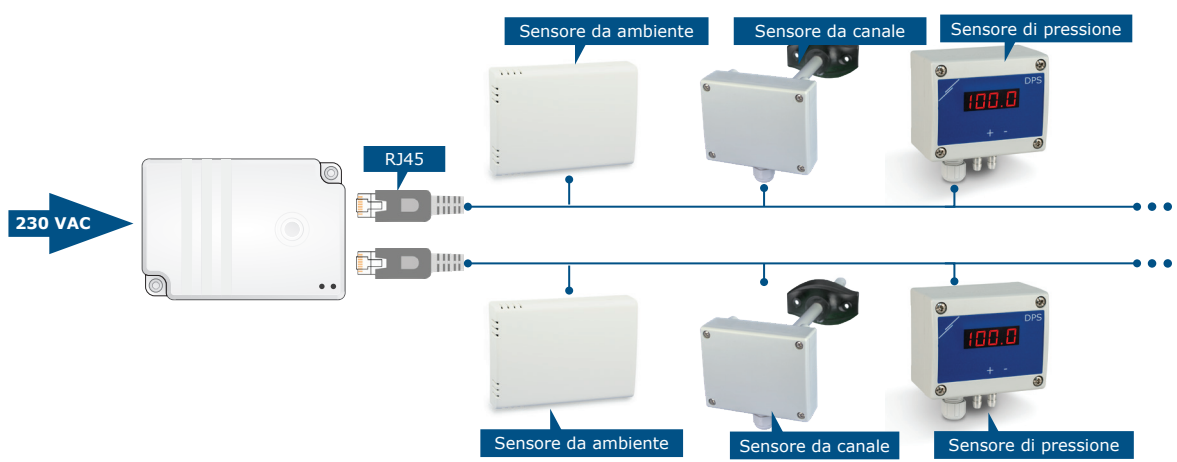 Sensore da ambiente
Sensore da canale
Sensore di pressione
DPS
100.0
+ -
RJ45
230 VAC
DPS
100.0
+ -
Sensore da ambiente
Sensore da canale
Sensore di pressione